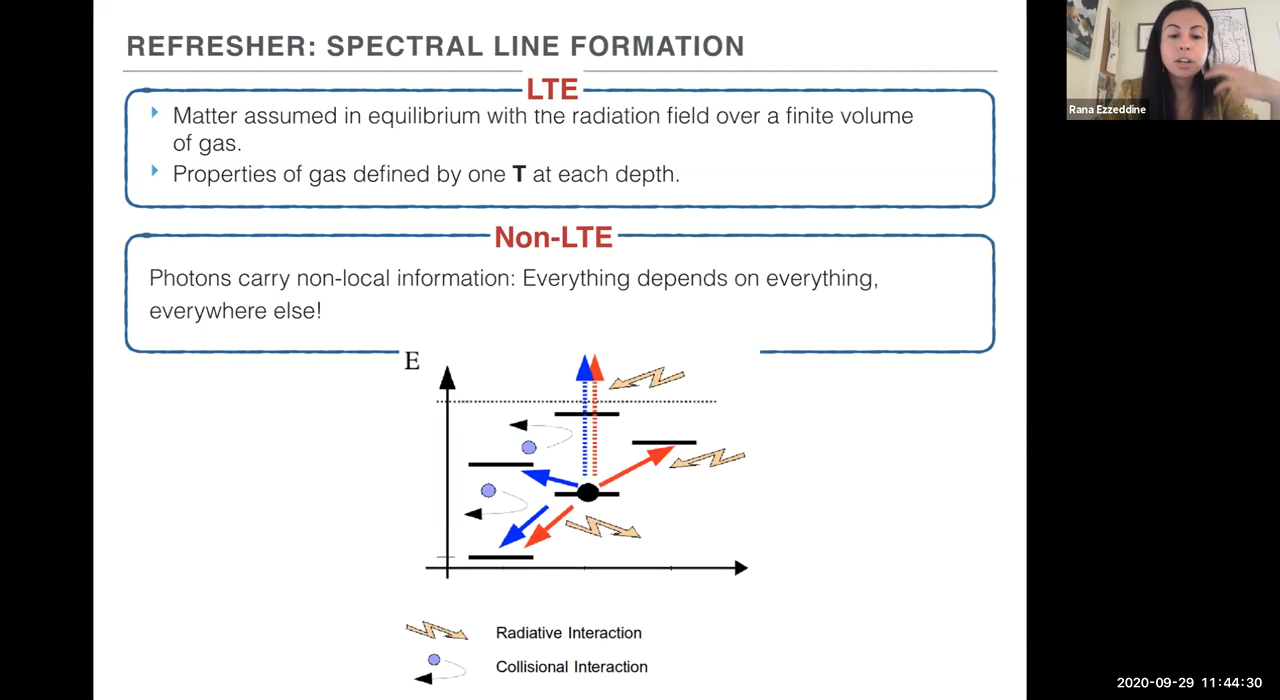 REFRESHER: SPECTRAL LINE FORMATION
LTE
Matter assumed in equilibrium with the radiation field over a finite volume
of gas.
Properties of gas defined by one T at each depth.
Non-LTE
Photons carry non-local information: Everything depends on everything,
everywhere else!
E
Radiative Interaction
Collisional Interaction
Rana Ezzeddine
2020-09-29 11:44:30